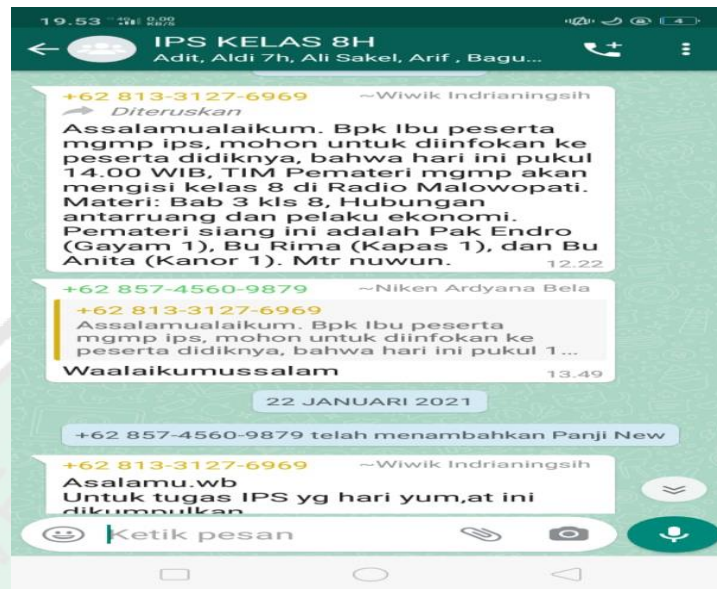 19.53 4G 0,00 KB/S 4
IPS KELAS 8H
Adit, Aldi 7h, Ali Sakel, Arif , Bagu...
+62 813-3127-6969 ~Wiwik Indrianingsih
Diteruskan
Assalamualaikum. Bpk Ibu peserta
mgmp ips, mohon untuk diinfokan ke
peserta didiknya, bahwa hari ini pukul
14.00 WIB, TIM Pemateri mgmp akan
mengisi kelas 8 di Radio Malowopati.
Materi: Bab 3 kls 8, Hubungan
antarruang dan pelaku ekonomi.
Pemateri siang ini adalah Pak Endro
(Gayam 1), Bu Rima (Kapas 1), dan Bu
Anita (Kanor 1). Mtr nuwun. 12.22
+62 857-4560-9879 ~Niken Ardyana Bela
+62 813-3127-6969
Assalamualaikum. Bpk Ibu peserta
mgmp ips, mohon untuk diinfokan ke
peserta didiknya, bahwa hari ini pukul 1...
Waalaikumussalam 13.49
22 JANUARI 2021
+62 857-4560-9879 telah menambahkan Panji New
+62 813-3127-6969 ~Wiwik Indrianingsih
Asalamu.wb
Untuk tugas IPS yg hari yum,at ini
dikumpulkan
Ketik pesan